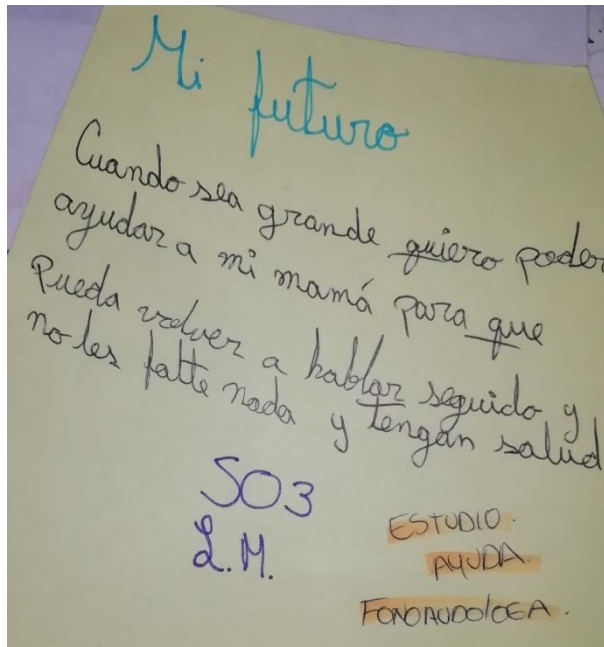 Mi futuro
Cuando sea grande quiero poder
ayudar a mi mamá para que
Pueda volver a hablar seguido y
no les falte nada y tengan salud
SO3
L.M.
ESTUDIO.
AYUDA.
FONOAUDOlOGA.